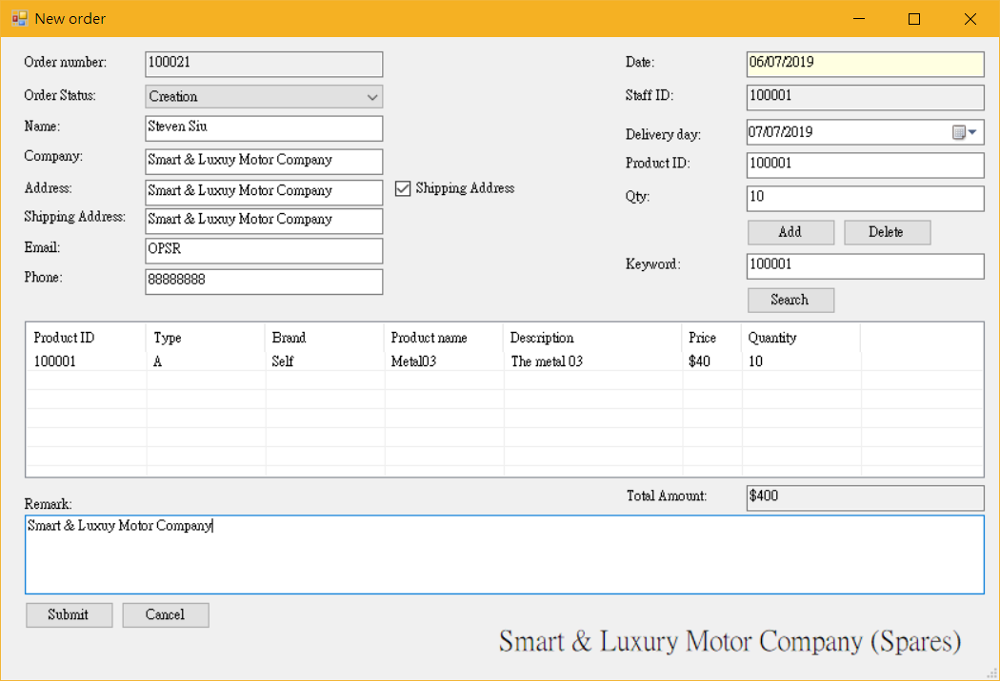 New order
Order number: 100021
Order Status: Creation
Name: Steven Siu
Company: Smart & Luxuy Motor Company
Address: Smart & Luxuy Motor Company Shipping Address
Shipping Address: Smart & Luxuy Motor Company
Email: OPSR
Phone: 88888888
Date: 06/07/2019
Staff ID: 100001
Delivery day: 07/07/2019
Product ID: 100001
Qty: 10
Add Delete
Keyword: 100001
Search
Product ID Type Brand Product name Description Price Quantity
100001 A Self Metal03 The metal 03 $40 10
Total Amount: $400
Remark:
Smart & Luxuy Motor Company
Submit Cancel
Smart & Luxury Motor Company (Spares)